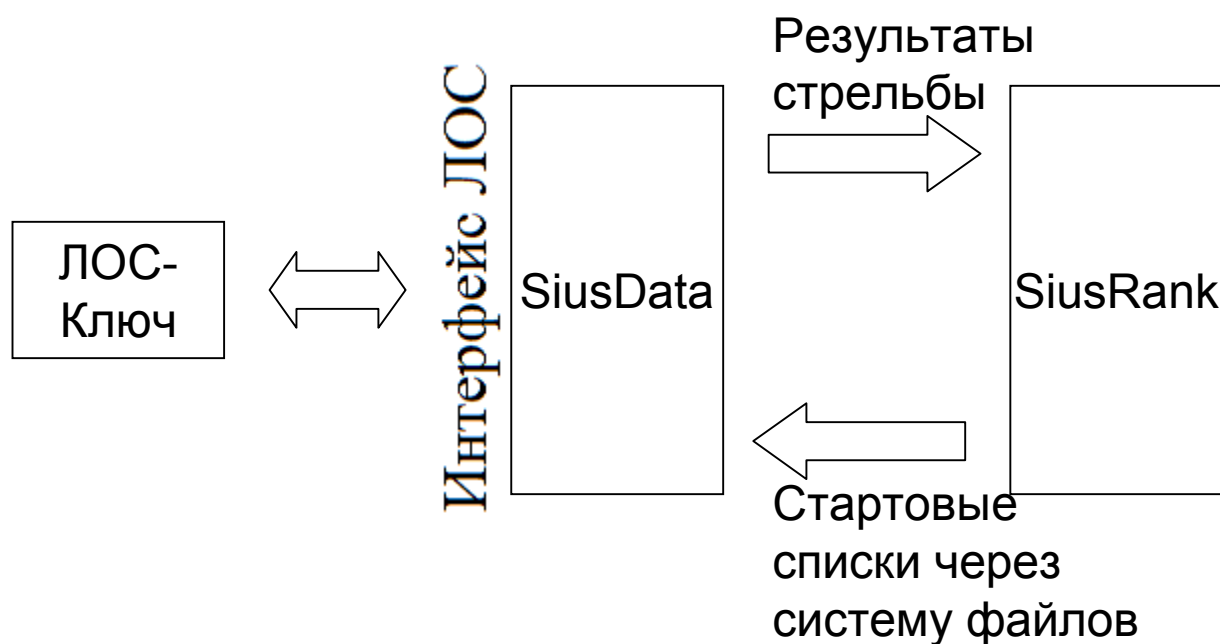 Результаты
стрельбы
Интерфейс ЛОС
ЛОС-
Ключ
SiusData
SiusRank
Стартовые
списки через
систему файлов